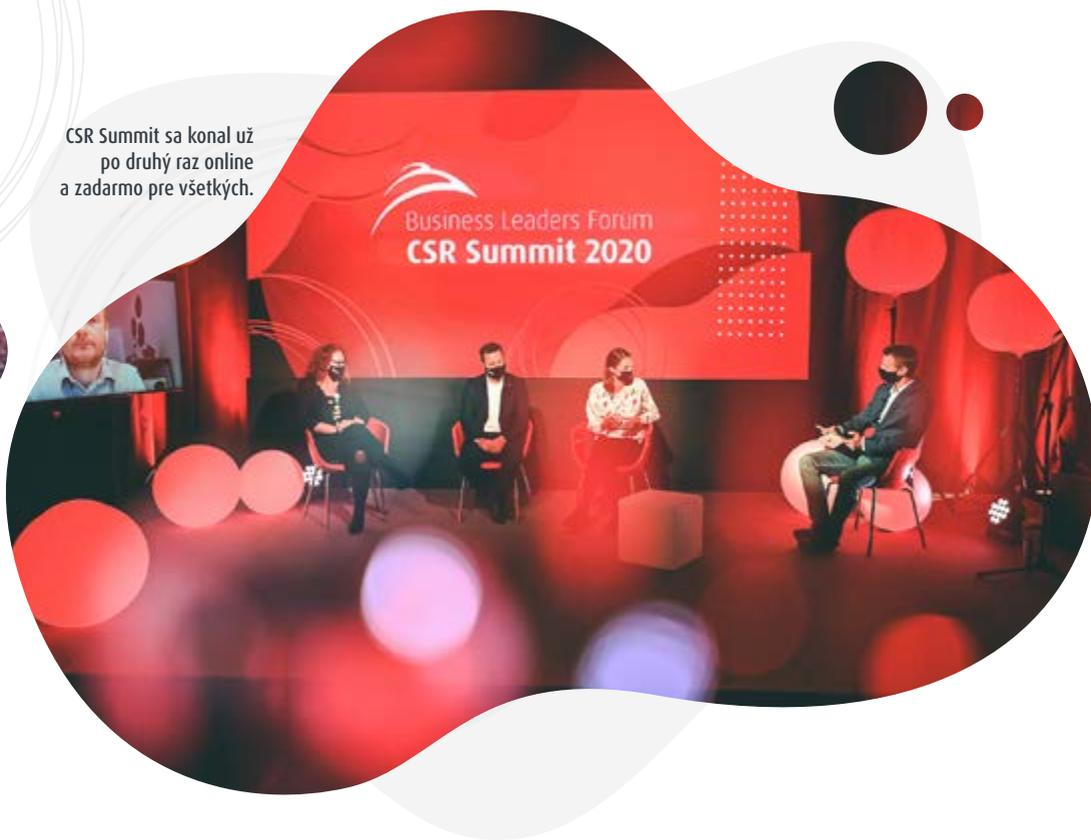 CSR Summit sa konal už
po druhý raz online
a zadarmo pre všetkých.
Business Leaders Forum
CSR Summit 2020